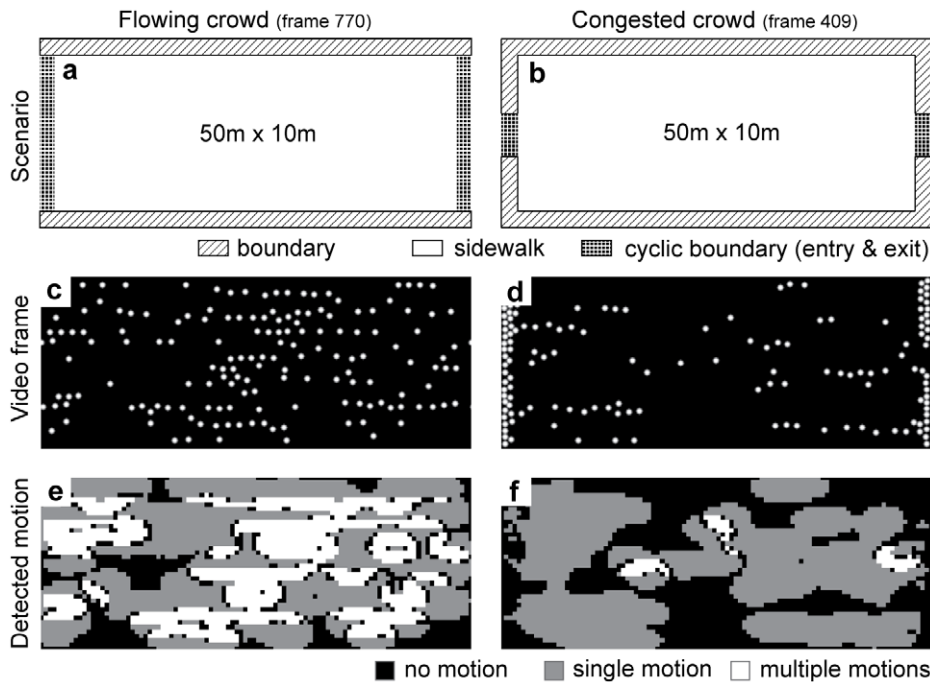 Flowing crowd (frame 770)
Congested crowd (frame 409)
Scenario
a
50m x 10m
b
50m x 10m
boundary
sidewalk
cyclic boundary (entry & exit)
Video frame
c
d
Detected motion
e
f
no motion
single motion
multiple motions